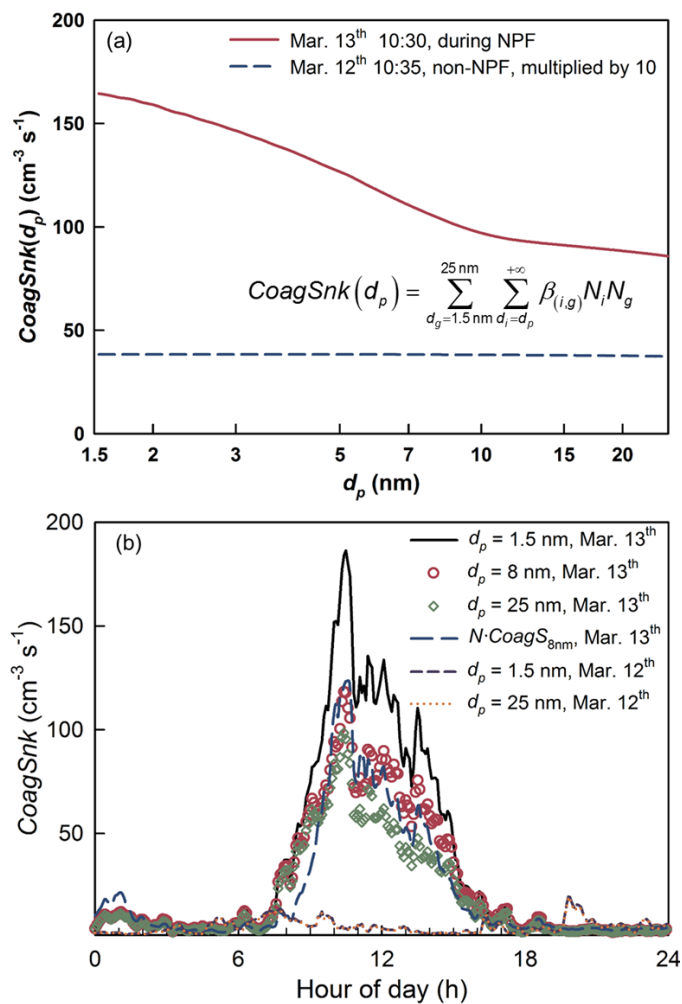 (a)
Mar. 13th 10:30, during NPF
Mar. 12th 10:35, non-NPF, multiplied by 10
200
150
100
50
0
CoagSnk(dp) (cm-3 s-1)
CoagSnk(dp) = ∑ dg=1.5 nm 25 nm ∑ di=dp +∞ β(i,g)NiNg
1.5 2 3 5 7 10 15 20
dp (nm)
(b)
dp = 1.5 nm, Mar. 13th
dp = 8 nm, Mar. 13th
dp = 25 nm, Mar. 13th
N·CoagS8nm, Mar. 13th
dp = 1.5 nm, Mar. 12th
dp = 25 nm, Mar. 12th
200
150
100
50
CoagSnk (cm-3 s-1)
0 6 12 18 24
Hour of day (h)